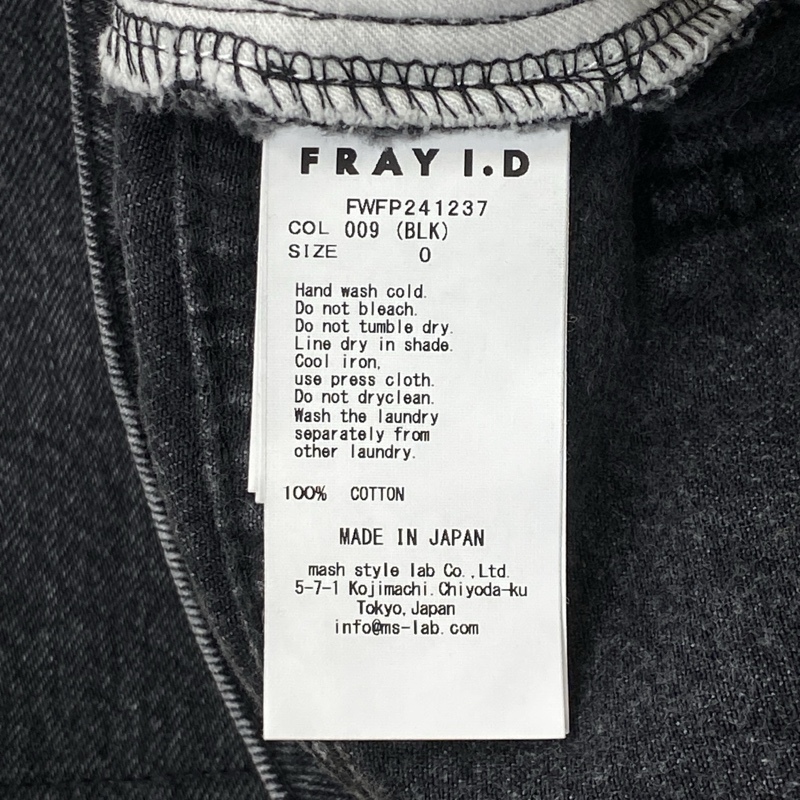 FRAY I.D
FWFP241237
COL 009 (BLK)
SIZE 0
Hand wash cold.
Do not bleach.
Do not tumble dry.
Line dry in shade.
Cool iron,
use press cloth.
Do not dryclean.
Wash the laundry
separately from
other laundry.
100% COTTON
MADE IN JAPAN
mash style lab Co.,Ltd.
5-7-1 Kojimachi.Chiyoda-ku
Tokyo,Japan
info@ms-lab.com